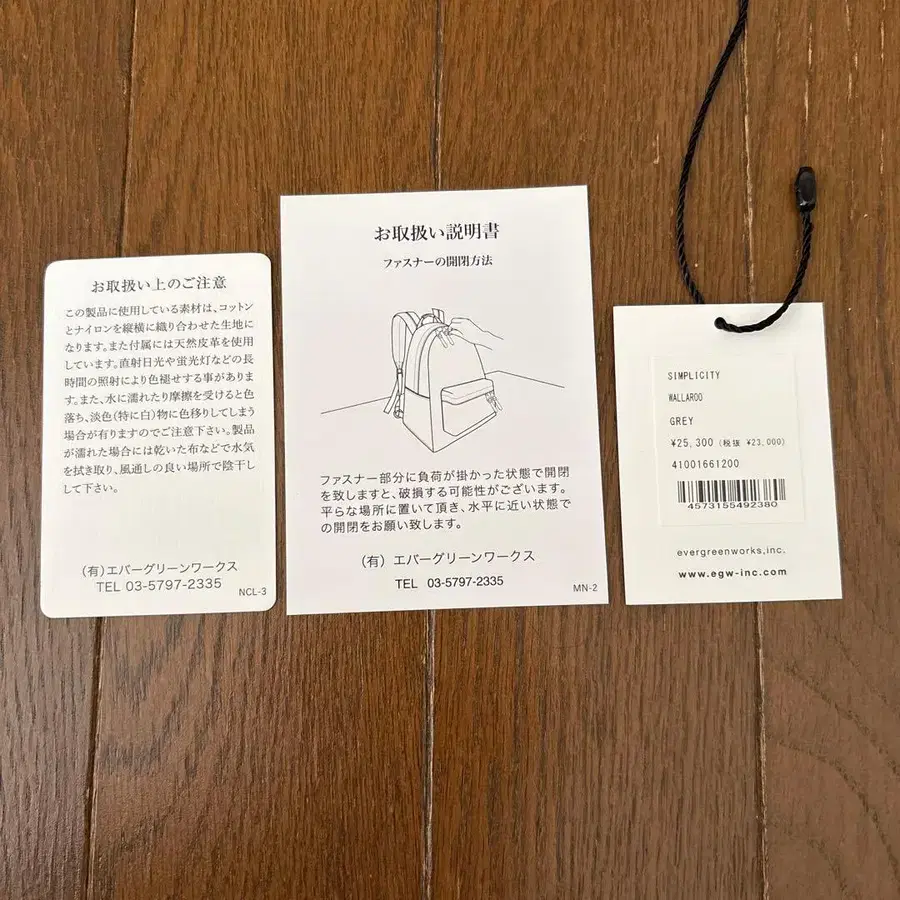 お取扱い上のご注意
この製品に使用している素材は、コットン
とナイロンを縦横に織り合わせた生地に
なります。また付属には天然皮革を使用
しています。直射日光や蛍光灯などの長
時間の照射により色褪せする事がありま
す。また、水に濡れたり摩擦を受けると色
落ち、淡色(特に白)物に色移りしてしまう
場合が有りますのでご注意下さい。製品
が濡れた場合には乾いた布などで水気
を拭き取り、風通しの良い場所で陰干し
して下さい。
(有)エバーグリーンワークス
TEL 03-5797-2335
NCL-3
お取扱い説明書
ファスナーの開閉方法
ファスナー部分に負荷が掛かった状態で開閉
を致しますと、破損する可能性がございます。
平らな場所に置いて頂き、水平に近い状態で
の開閉をお願い致します。
(有)エバーグリーンワークス
TEL 03-5797-2335
MN-2
SIMPLICITY
WALLAROO
GREY
¥25,300 (税抜 ¥23,000)
41001661200
4573155492380
evergreenworks,inc.
www.egw-inc.com